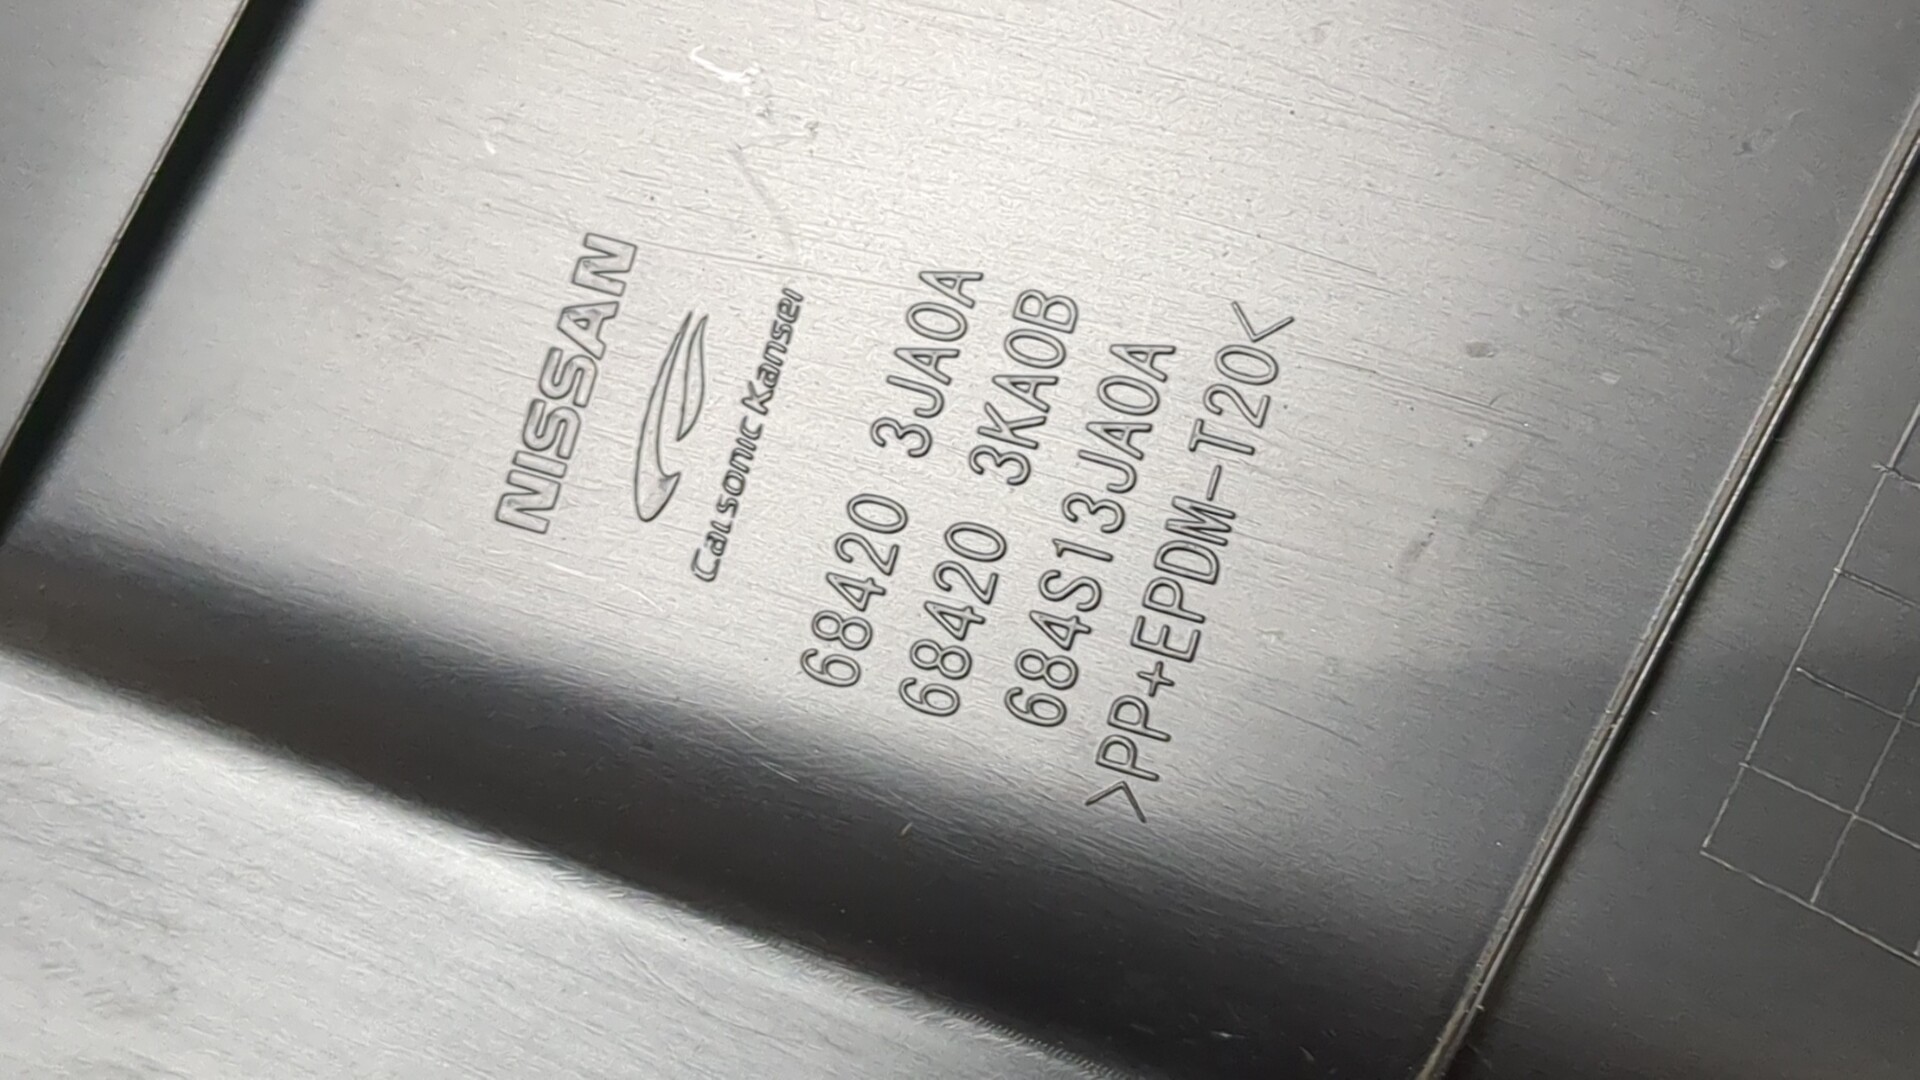 NISSAN
Calsonic Kansei
68420 3JA0A
68420 3KA0B
684S13JA0A
>PP+EPDM-T20<